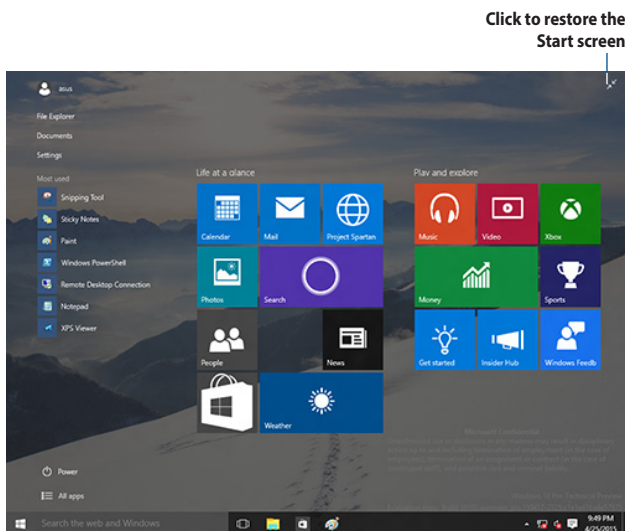 Click to restore the
Start screen
asus
File Explorer
Documents
Settings
Most used
Snipping Tool
Sticky Notes
Paint
Windows PowerShell
Remote Desktop Connection
Notepad
XPS Viewer
Life at a glance
Calendar
Mail
Project Spartan
Photos
Search
People
News
Weather
Play and explore
Music
Video
Xbox
Money
Sports
Get started
Insider Hub
Windows Feedb
Microsoft Confidential
Power
All apps
Search the web and Windows
9:49 PM
4/25/2015